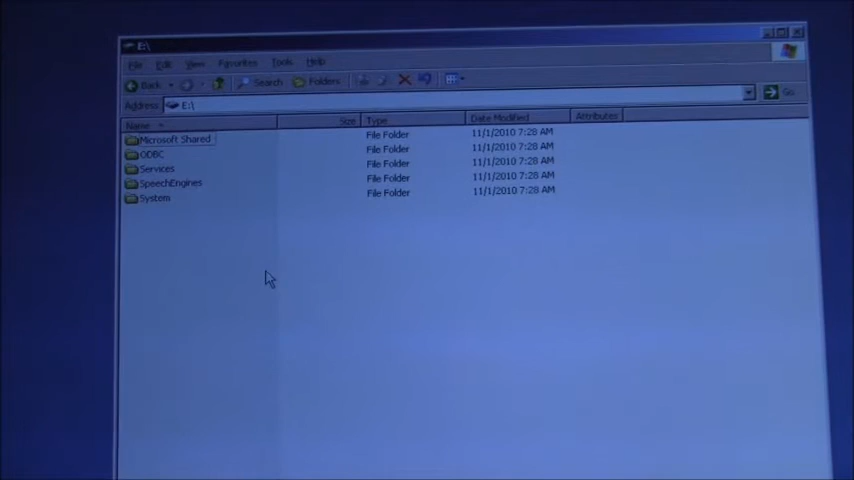 E:\
File Edit View Favorites Tools Help
Back Search Folders
Address E:\ Go
Name Size Type Date Modified Attributes
Microsoft Shared File Folder 11/1/2010 7:28 AM
ODBC File Folder 11/1/2010 7:28 AM
Services File Folder 11/1/2010 7:28 AM
SpeechEngines File Folder 11/1/2010 7:28 AM
System File Folder 11/1/2010 7:28 AM